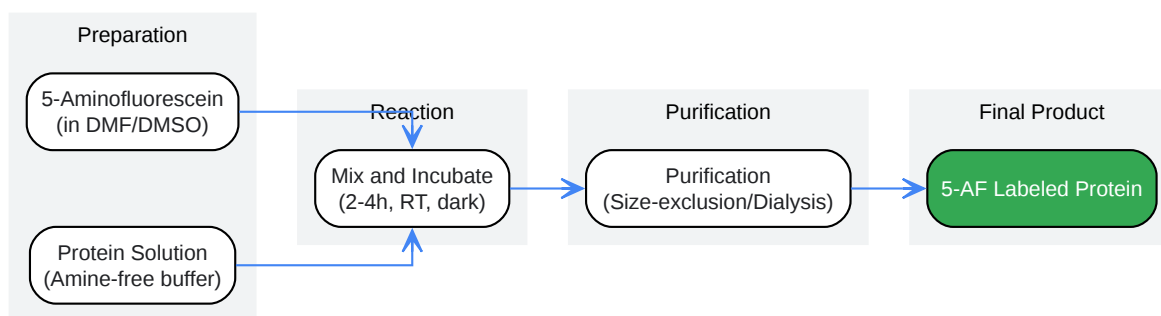 Preparation
5-Aminofluorescein
(in DMF/DMSO)
Protein Solution
(Amine-free buffer)
Reaction
Mix and Incubate
(2-4h, RT, dark)
Purification
Purification
(Size-exclusion/Dialysis)
Final Product
5-AF Labeled Protein